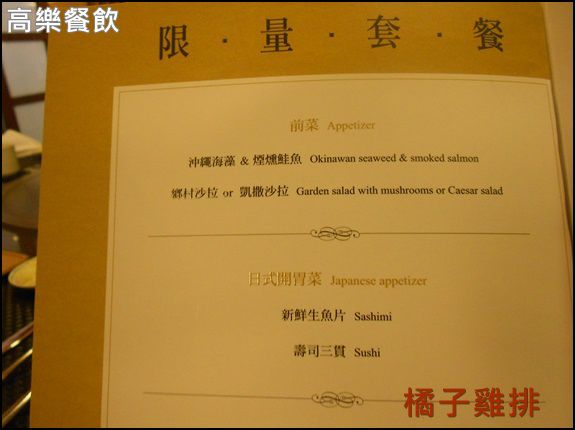 高樂餐飲
限 · 量 · 套 · 餐
前菜 Appetizer
沖繩海藻 & 煙燻鮭魚 Okinawan seaweed & smoked salmon
鄉村沙拉 or 凱撒沙拉 Garden salad with mushrooms or Caesar salad
日式開胃菜 Japanese appetizer
新鮮生魚片 Sashimi
壽司三貫 Sushi
橘子雞排